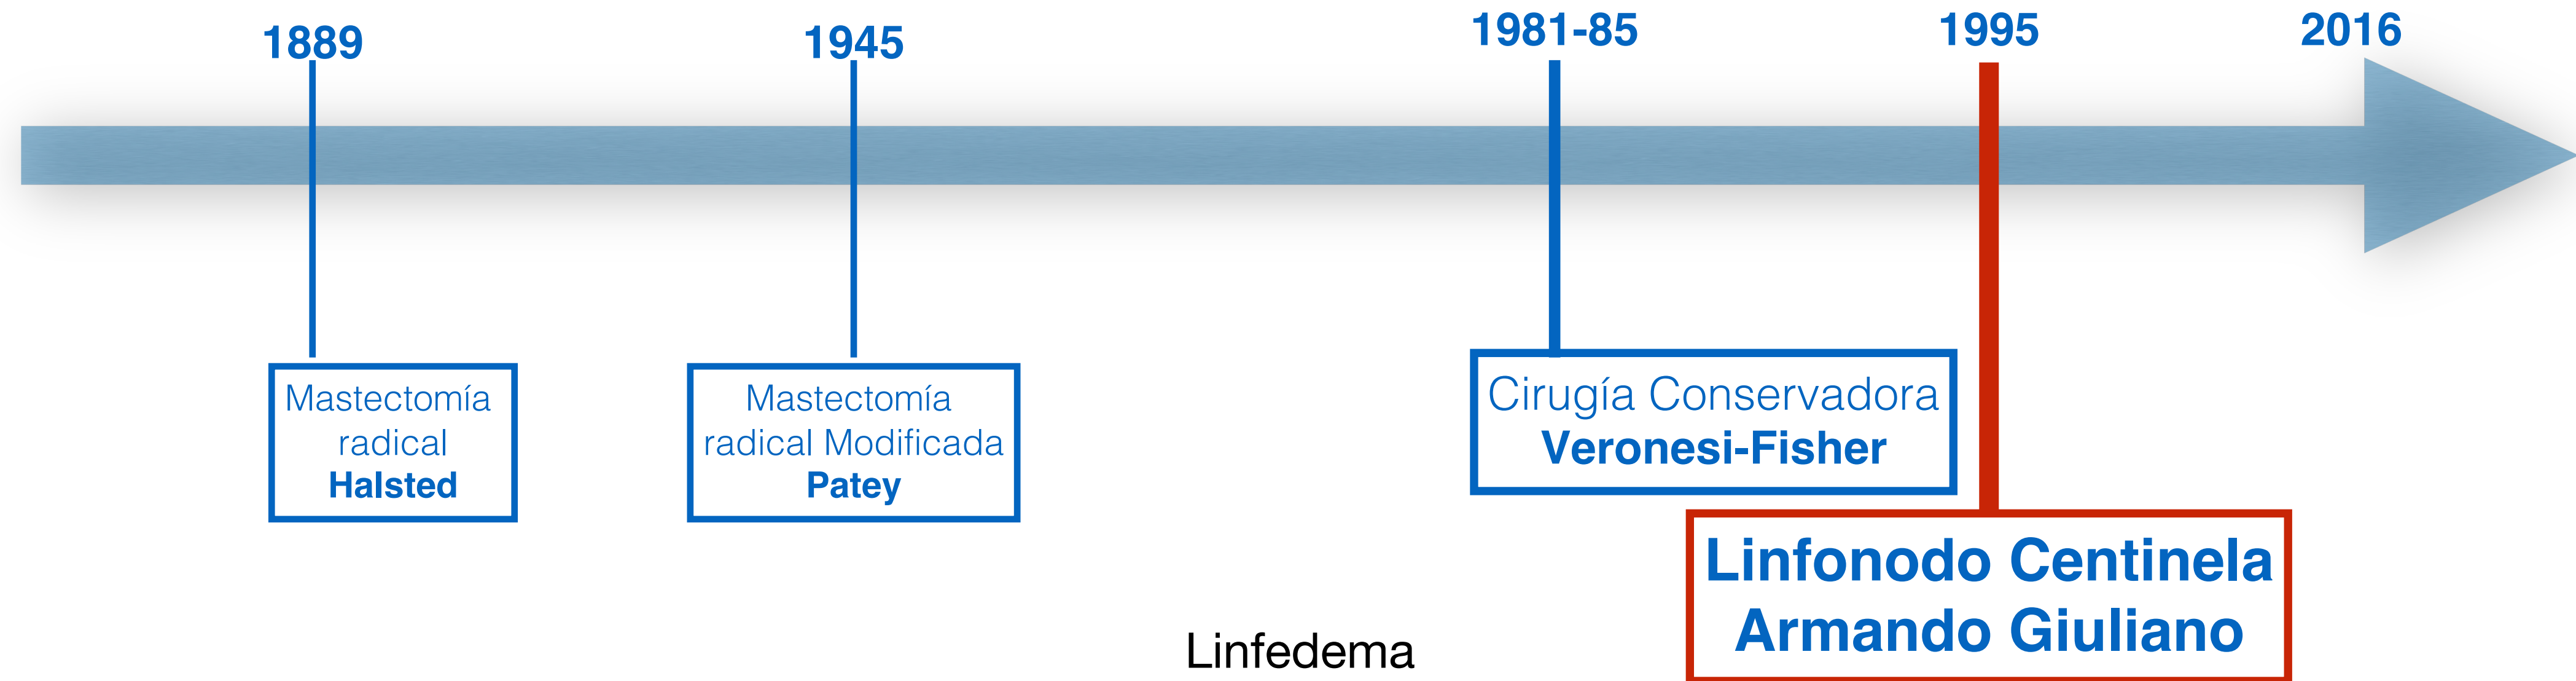 1889
1945
1981-85
1995
2016
Mastectomía
radical
Halsted
Mastectomía
radical Modificada
Patey
Cirugía Conservadora
Veronesi-Fisher
Linfonodo Centinela
Armando Giuliano
Linfedema